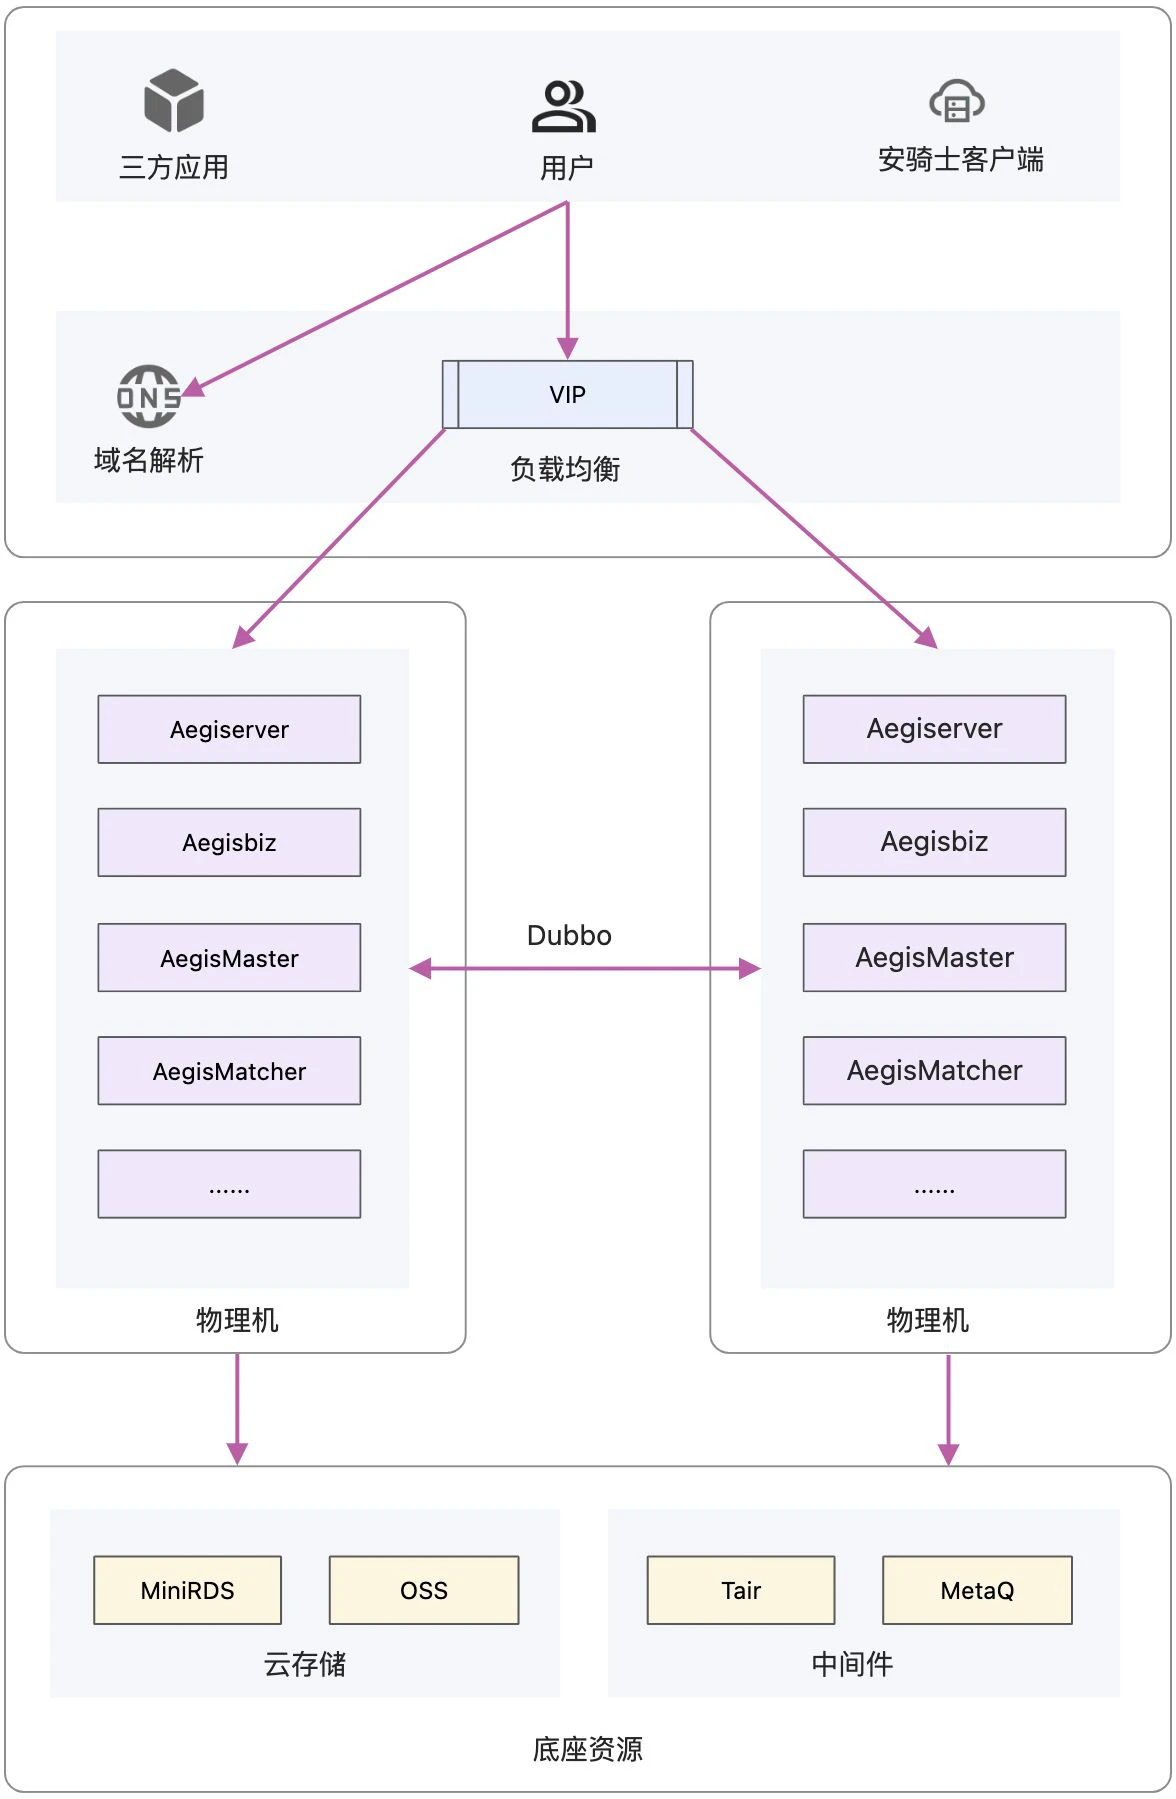 三方应用
用户
安骑士客户端
DNS
域名解析
VIP
负载均衡
Aegiserver
Aegisbiz
AegisMaster
AegisMatcher
......
物理机
Dubbo
Aegiserver
Aegisbiz
AegisMaster
AegisMatcher
......
物理机
MiniRDS
OSS
云存储
Tair
MetaQ
中间件
底座资源